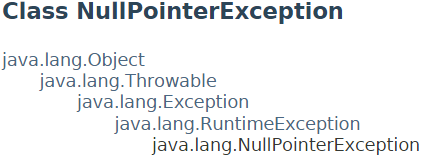 Class NullPointerException
java.lang.Object
java.lang.Throwable
java.lang.Exception
java.lang.RuntimeException
java.lang.NullPointerException